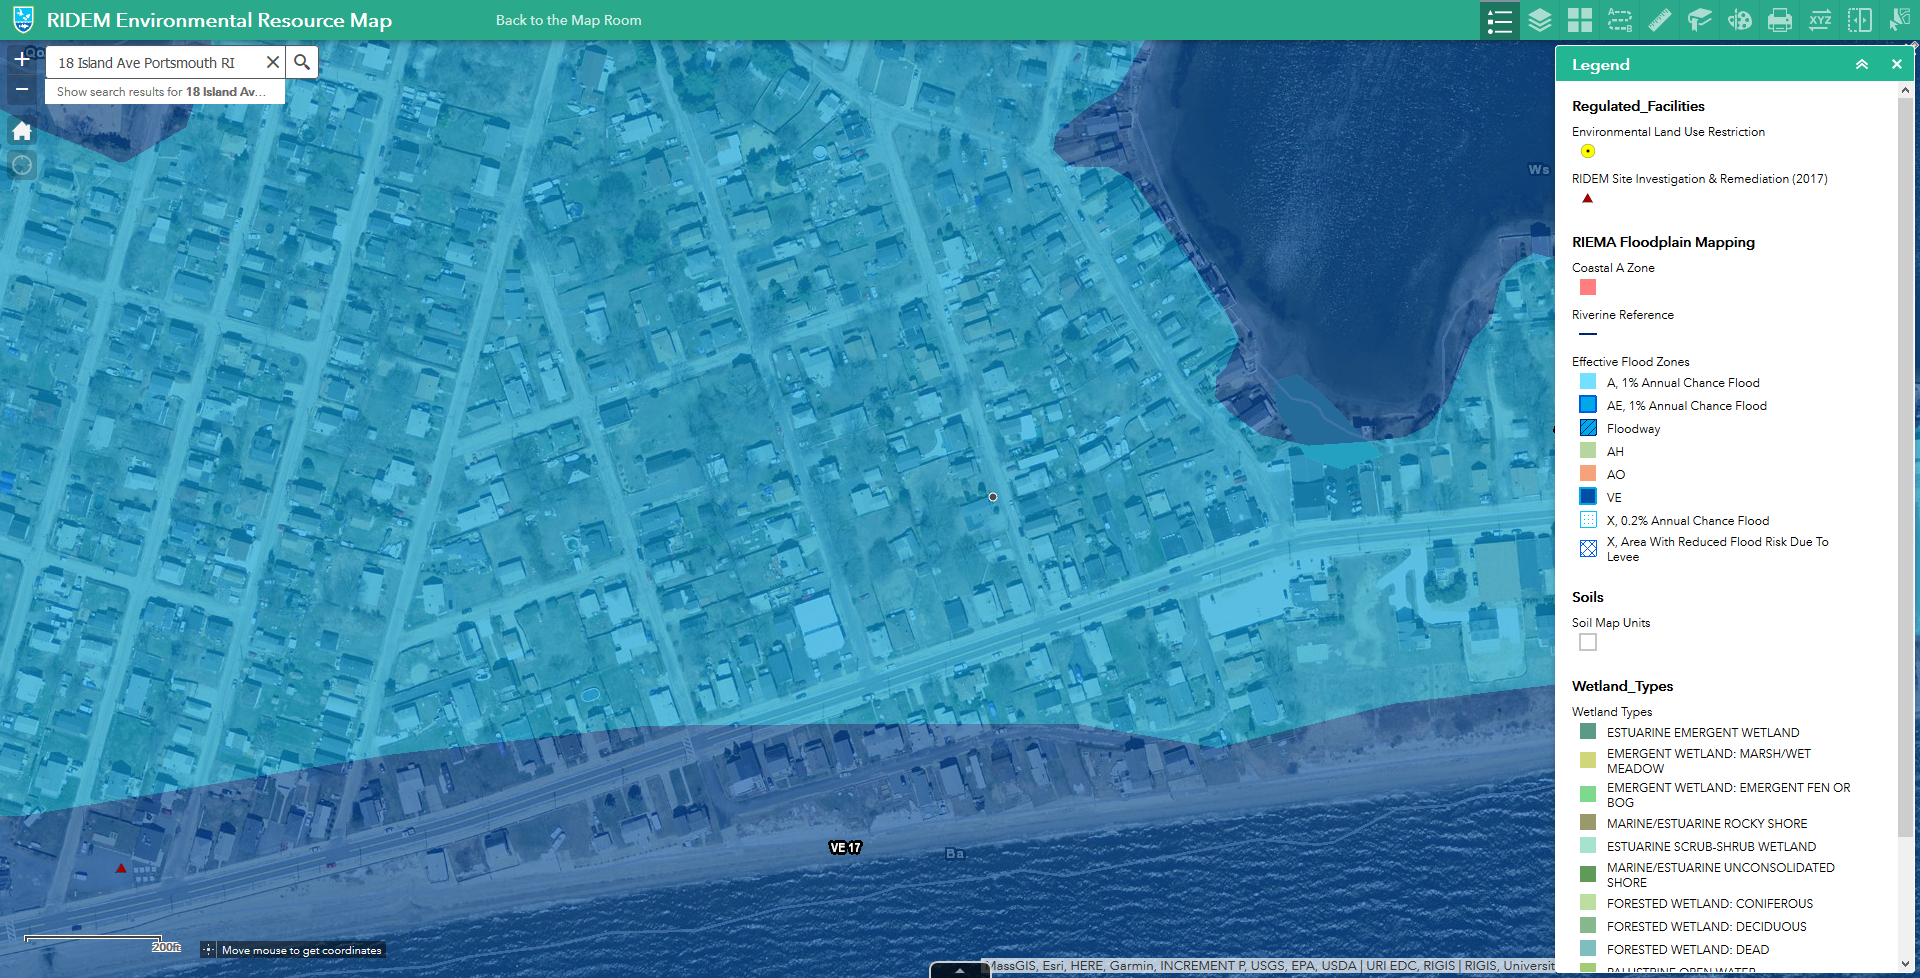 RIDEM Environmental Resource Map
Back to the Map Room
XYZ
18 Island Ave Portsmouth RI
Show search results for 18 Island Av...
Ws
VE 17
Ba.
200ft
Move mouse to get coordinates
MassGIS, Esri, HERE, Garmin, INCREMENT P, USGS, EPA, USDA | URI EDC, RIGIS | RIGIS, Universit
Legend
Regulated_Facilities
Environmental Land Use Restriction
RIDEM Site Investigation & Remediation (2017)
RIEMA Floodplain Mapping
Coastal A Zone
Riverine Reference
Effective Flood Zones
A, 1% Annual Chance Flood
AE, 1% Annual Chance Flood
Floodway
AH
AO
VE
X, 0.2% Annual Chance Flood
X, Area With Reduced Flood Risk Due To
Levee
Soils
Soil Map Units
Wetland_Types
Wetland Types
ESTUARINE EMERGENT WETLAND
EMERGENT WETLAND: MARSH/WET
MEADOW
EMERGENT WETLAND: EMERGENT FEN OR
BOG
MARINE/ESTUARINE ROCKY SHORE
ESTUARINE SCRUB-SHRUB WETLAND
MARINE/ESTUARINE UNCONSOLIDATED
SHORE
FORESTED WETLAND: CONIFEROUS
FORESTED WETLAND: DECIDUOUS
FORESTED WETLAND: DEAD
PALUSTRINE OPEN WATER